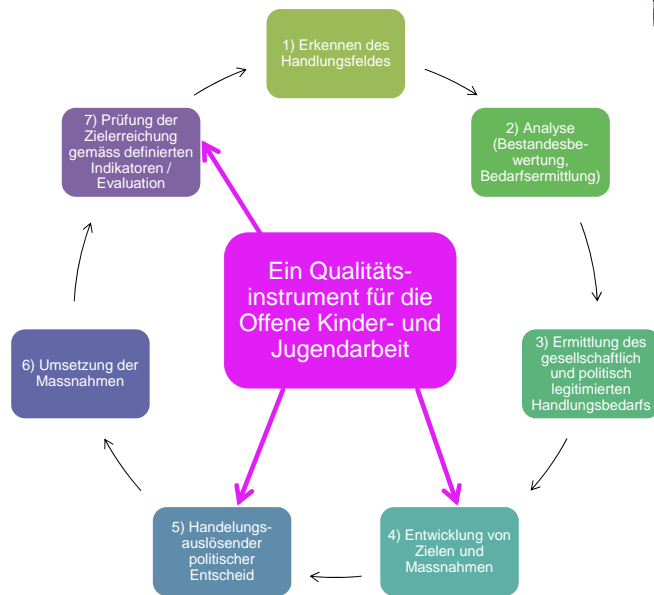 1) Erkennen des
Handlungsfeldes
2) Analyse
(Bestandesbe-
wertung,
Bedarfsermittlung)
3) Ermittlung des
gesellschaftlich
und politisch
legitimierten
Handlungsbedarfs
4) Entwicklung von
Zielen und
Massnahmen
5) Handelungs-
auslösender
politischer
Entscheid
6) Umsetzung der
Massnahmen
7) Prüfung der
Zielerreichung
gemäss definierten
Indikatoren /
Evaluation
Ein Qualitäts-
instrument für die
Offene Kinder- und
Jugendarbeit